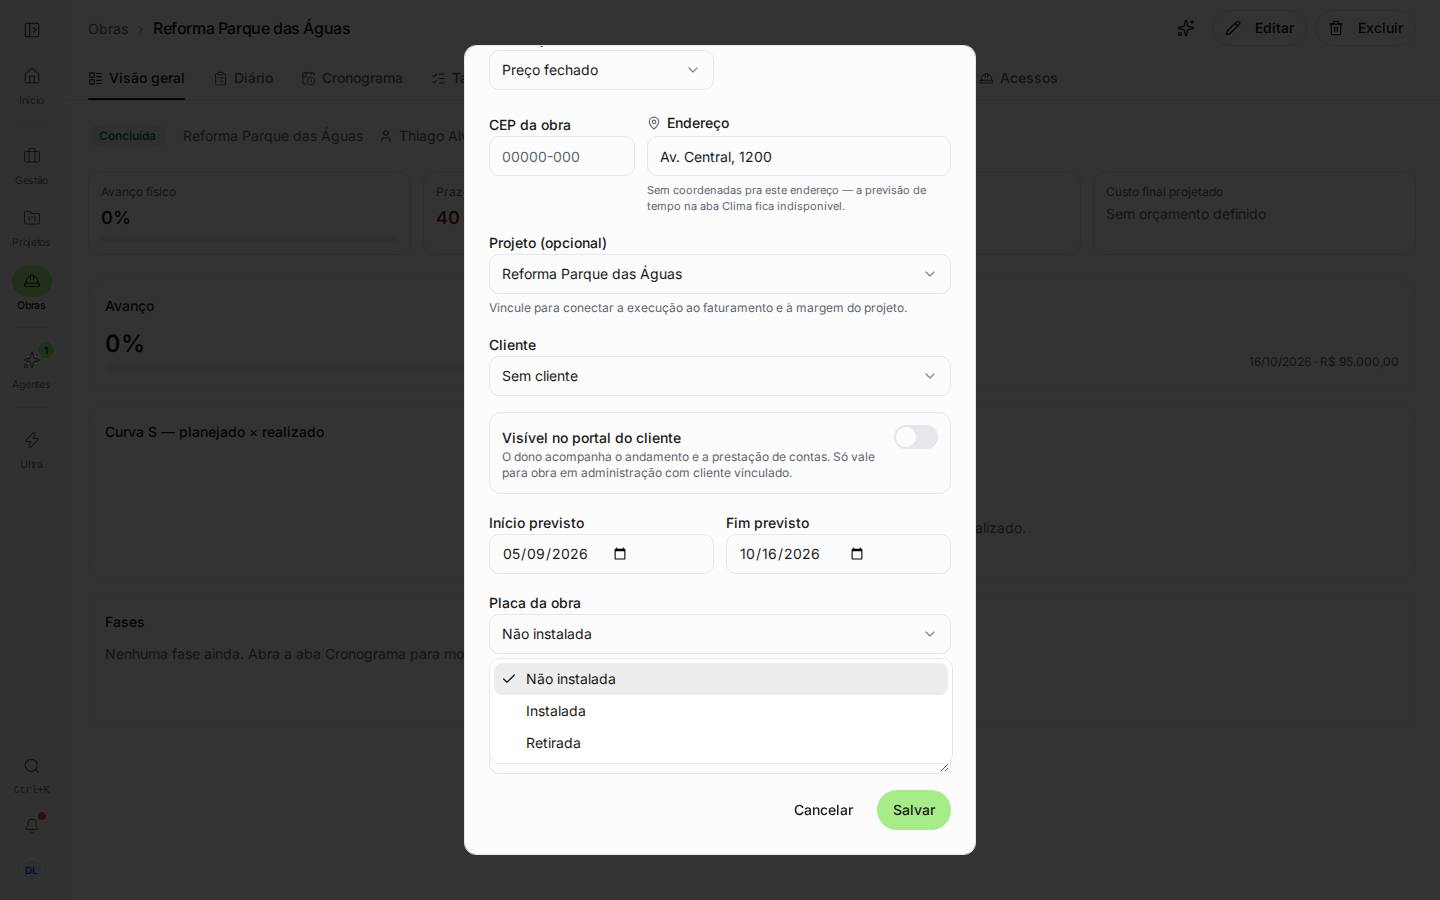 Obras
Reforma Parque das Águas
Editar
Excluir
Visão geral
Diário
Cronograma
Acessos
Início
Gestão
Projetos
Obras
Agentes
1
Ultra
Ctrl+K
DL
Concluída
Reforma Parque das Águas
Avanço físico
0%
40
Custo final projetado
Sem orçamento definido
Avanço
0%
16/10/2026 · R$ 95.000,00
Curva S — planejado × realizado
Fases
Nenhuma fase ainda. Abra a aba Cronograma para
Preço fechado
CEP da obra
00000-000
Endereço
Av. Central, 1200
Sem coordenadas pra este endereço — a previsão de
tempo na aba Clima fica indisponível.
Projeto (opcional)
Reforma Parque das Águas
Vincule para conectar a execução ao faturamento e à margem do projeto.
Cliente
Sem cliente
Visível no portal do cliente
O dono acompanha o andamento e a prestação de contas. Só vale
para obra em administração com cliente vinculado.
Início previsto
05/09/2026
Fim previsto
10/16/2026
Placa da obra
Não instalada
Não instalada
Instalada
Retirada
Cancelar
Salvar